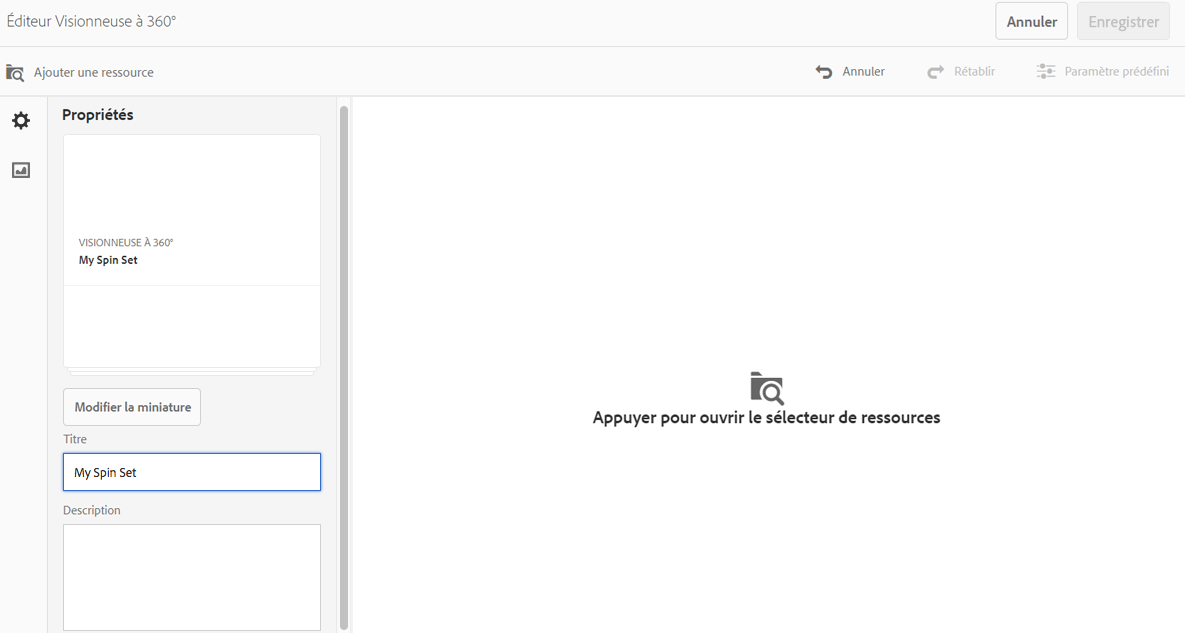 Éditeur Visionneuse à 360°
Annuler
Enregistrer
Ajouter une ressource
Annuler
Rétablir
Paramètre prédéfini
Propriétés
VISIONNEUSE À 360°
My Spin Set
Modifier la miniature
Titre
My Spin Set
Description
Appuyer pour ouvrir le sélecteur de ressources